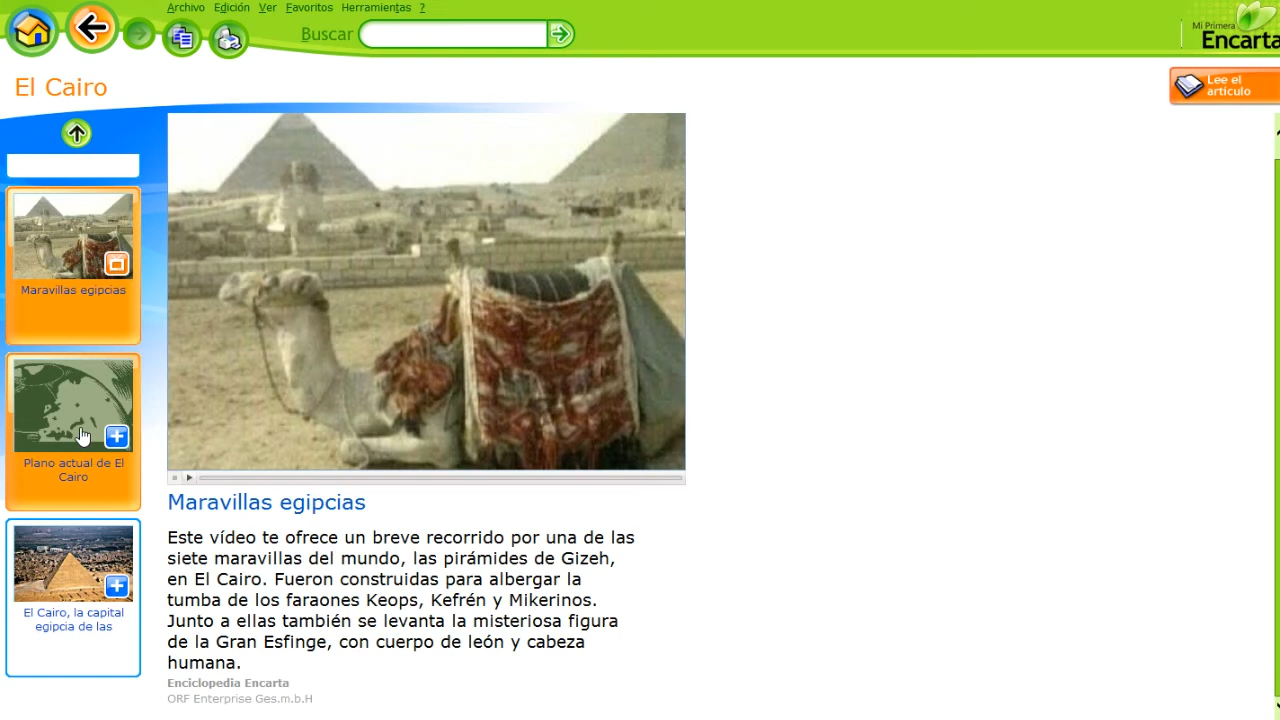 Archivo Edición Ver Favoritos Herramientas ?
Buscar
Mi Primera
Encarta
El Cairo
Lee el
artículo
Maravillas egipcias
Plano actual de El
Cairo
El Cairo, la capital
egipcia de las
Maravillas egipcias
Este vídeo te ofrece un breve recorrido por una de las
siete maravillas del mundo, las pirámides de Gizeh,
en El Cairo. Fueron construidas para albergar la
tumba de los faraones Keops, Kefrén y Mikerinos.
Junto a ellas también se levanta la misteriosa figura
de la Gran Esfinge, con cuerpo de león y cabeza
humana.
Enciclopedia Encarta
ORF Enterprise Ges.m.b.H